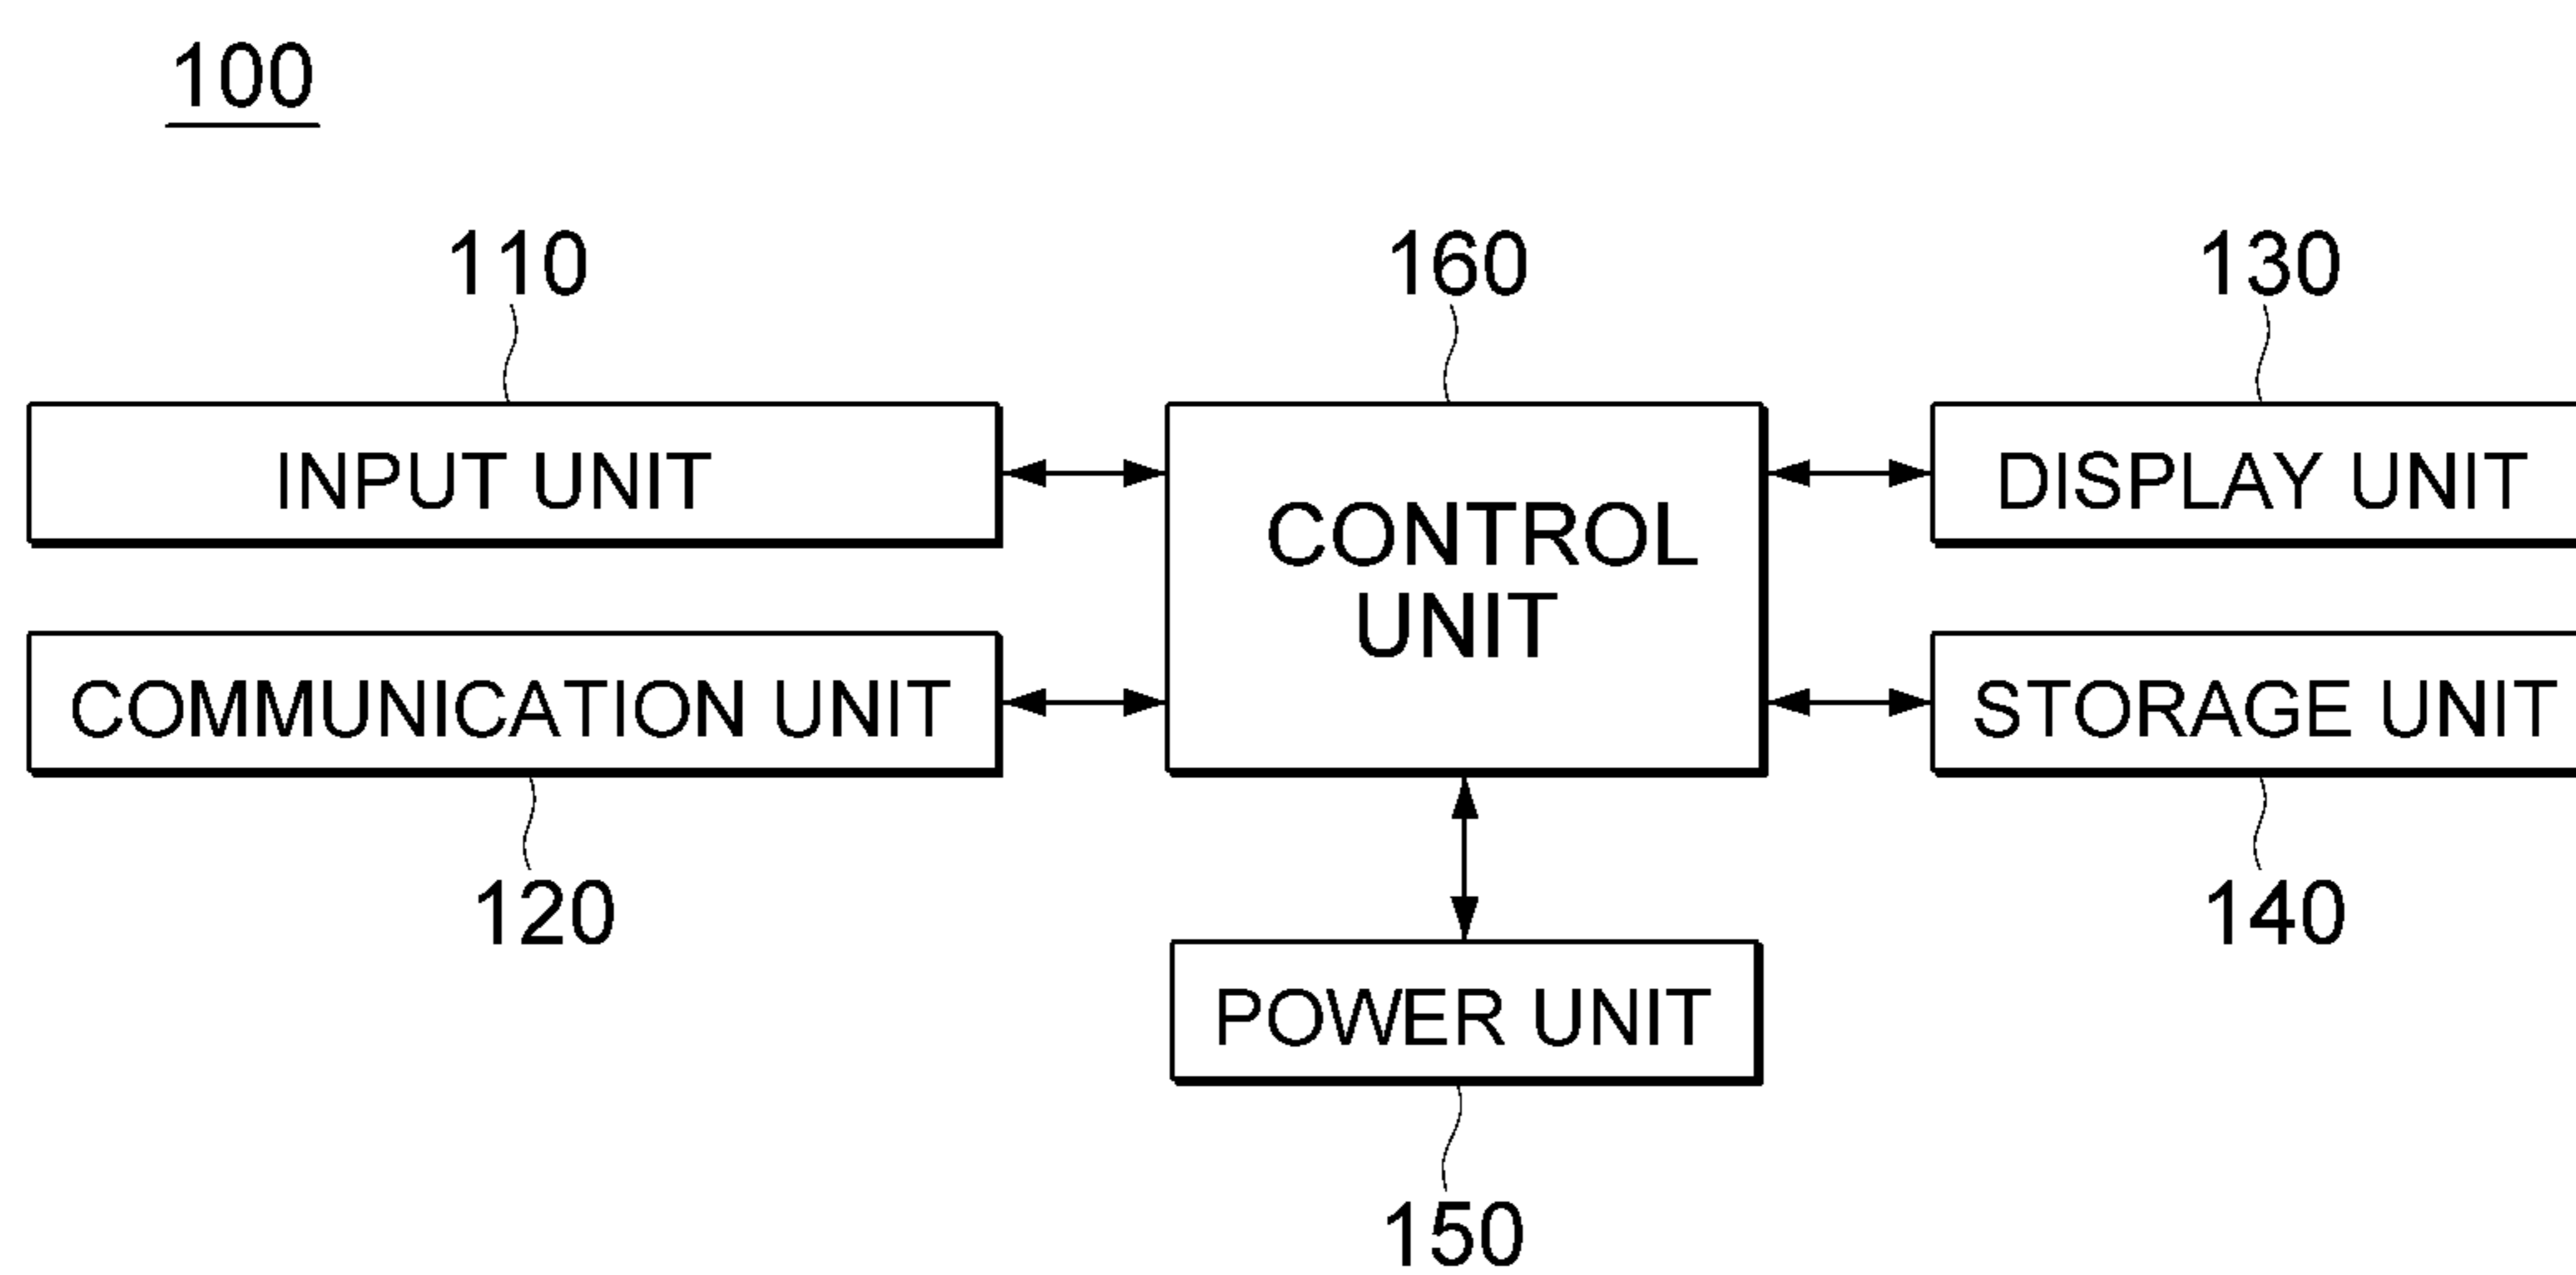 100
110
160
130
INPUT UNIT
CONTROL
UNIT
DISPLAY UNIT
COMMUNICATION UNIT
STORAGE UNIT
120
140
POWER UNIT
150